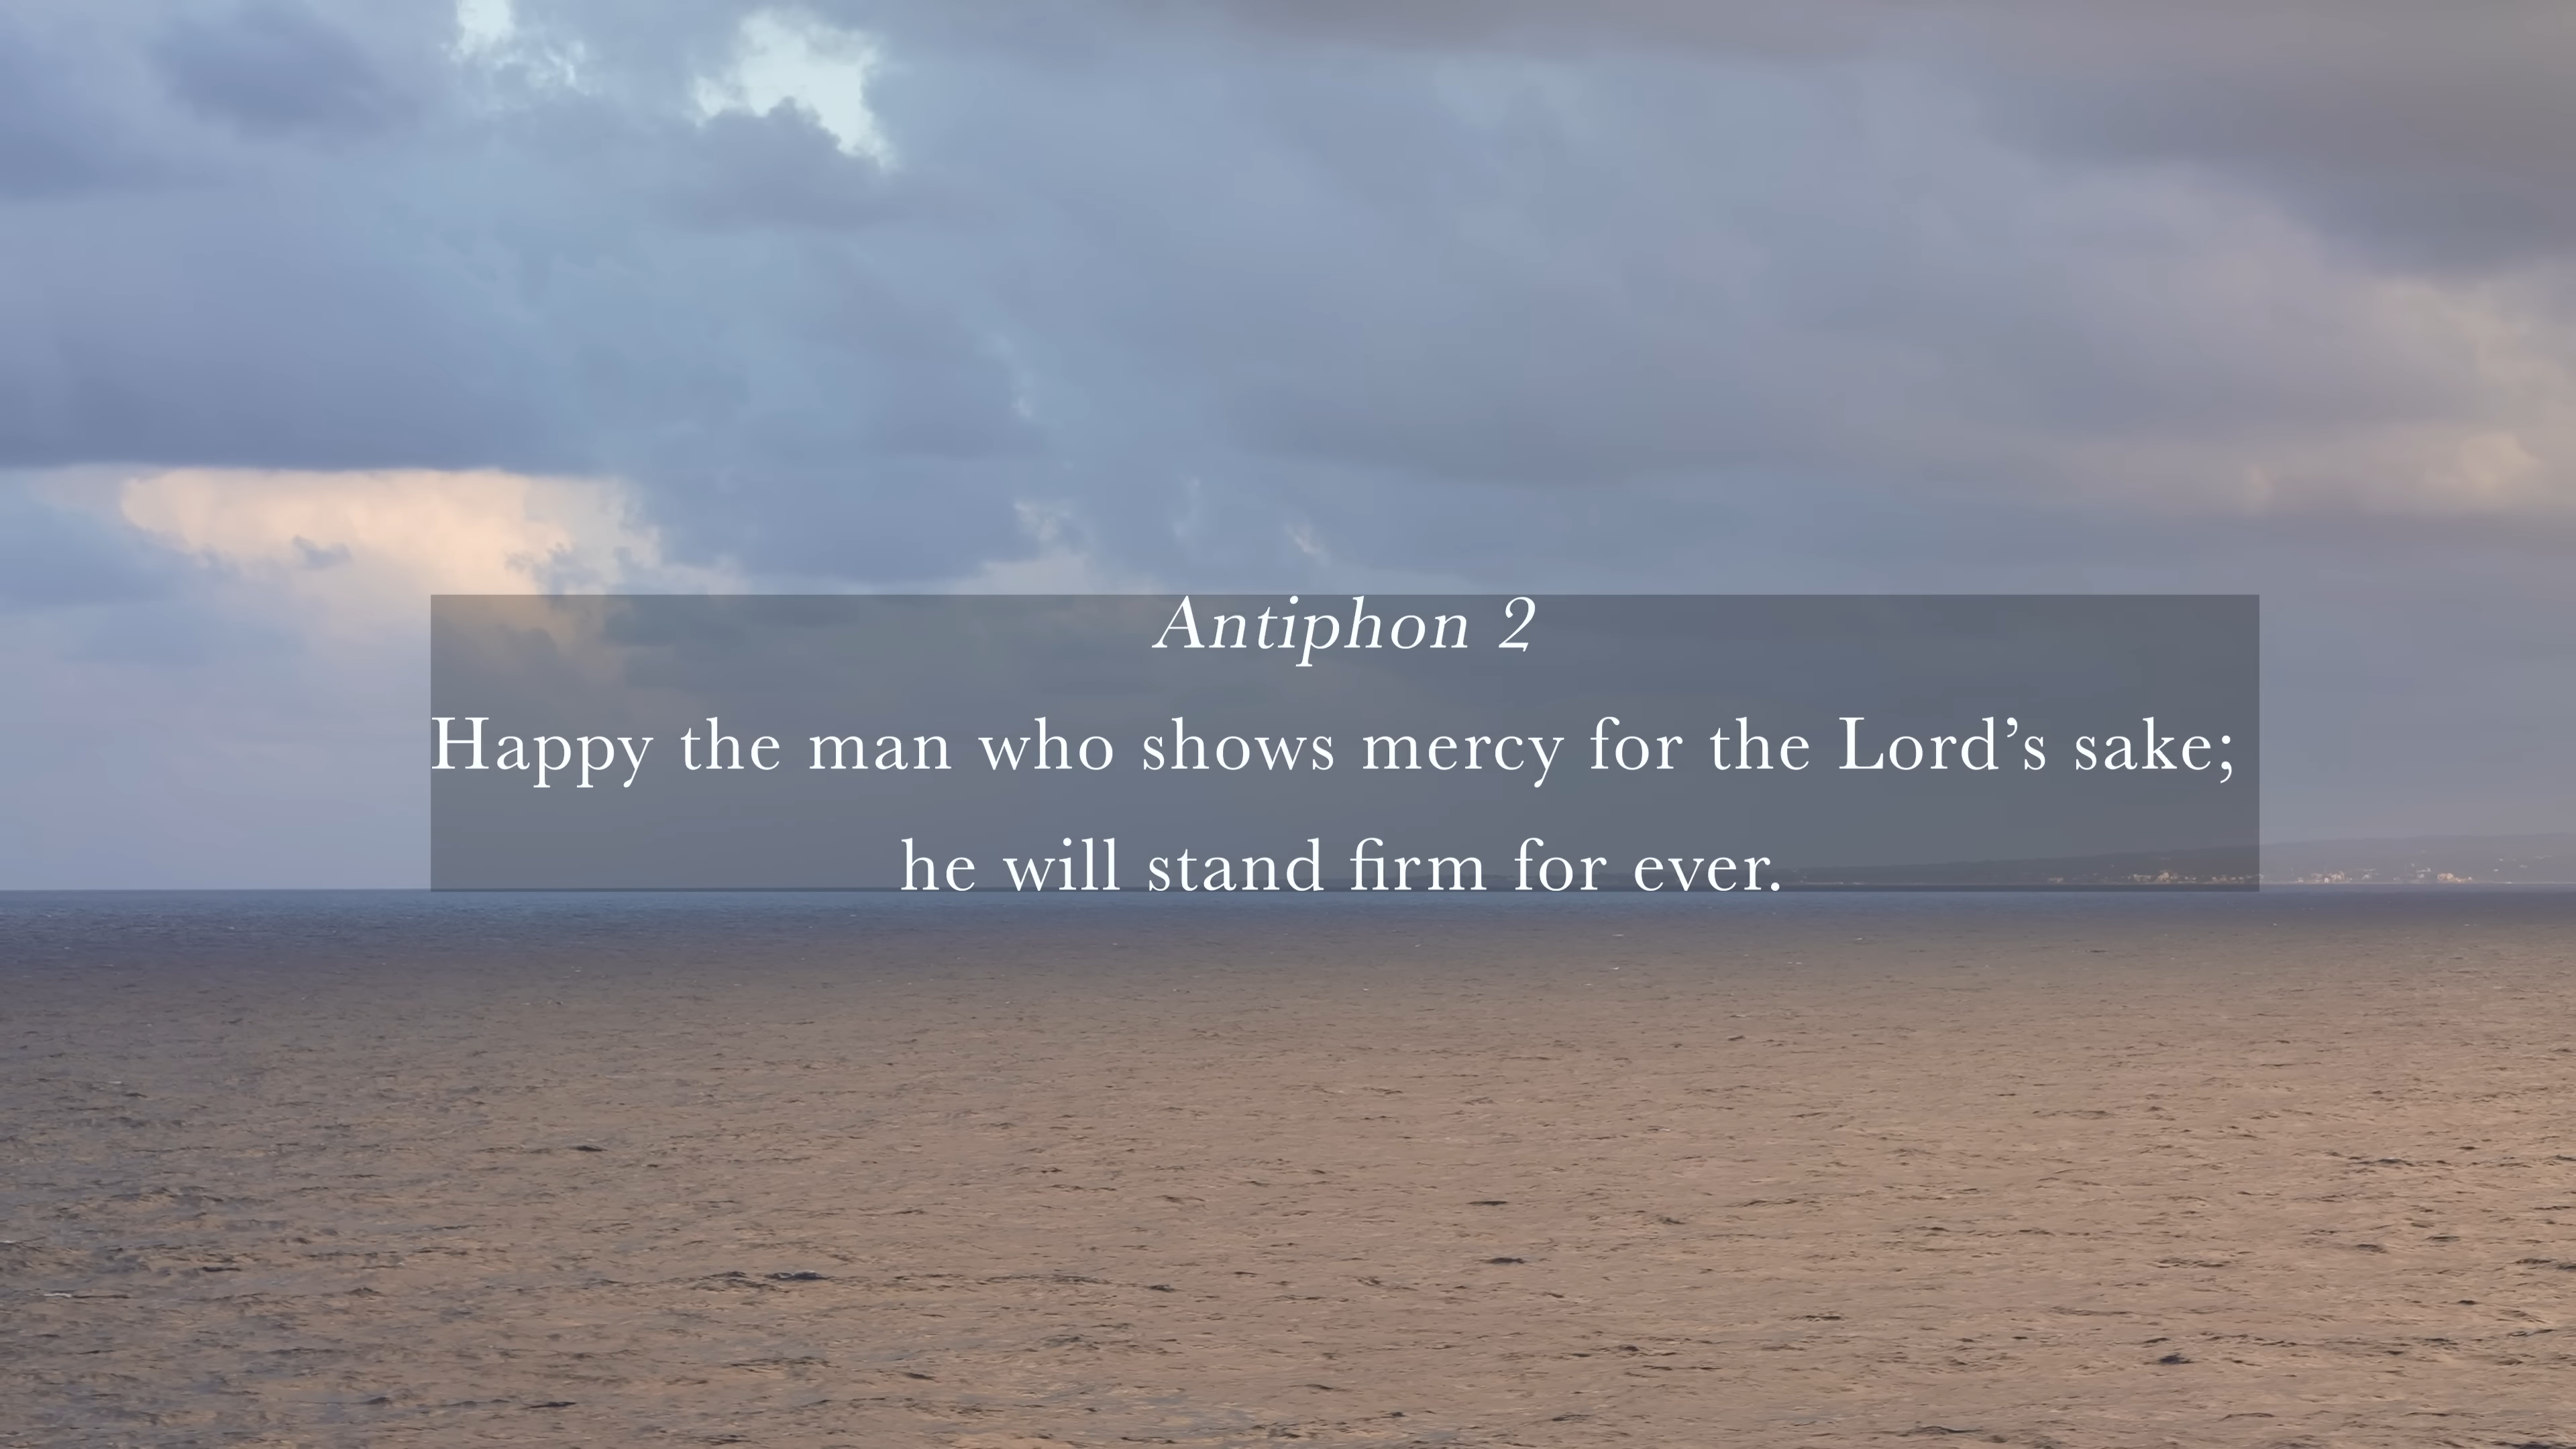 Antiphon 2
Happy the man who shows mercy for the Lord’s sake;
he will stand firm for ever.